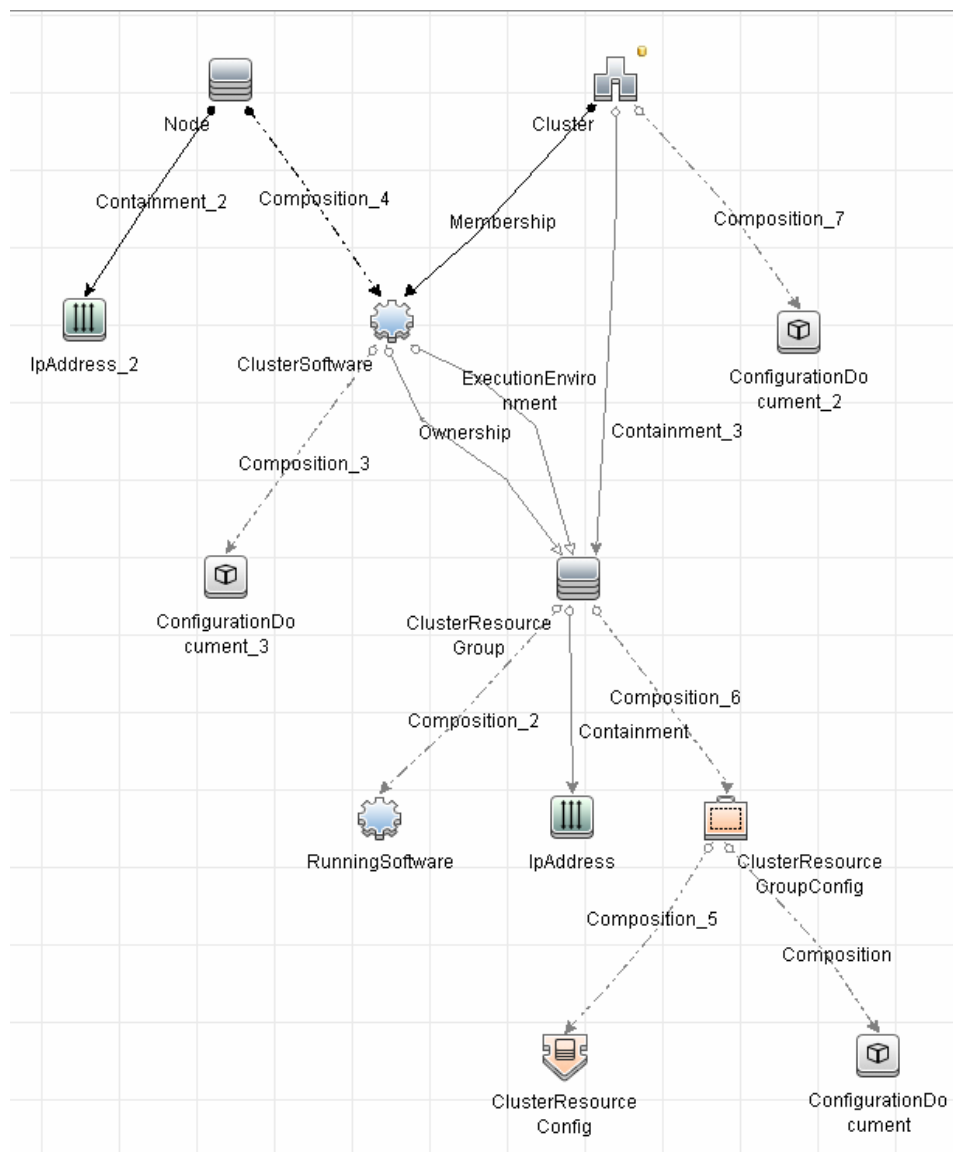 Node
Cluster
Containment_2
Composition_4
Membership
Composition_7
IpAddress_2
ClusterSoftware
ExecutionEnviro
nment
ConfigurationDo
cument_2
Ownership
Containment_3
Composition_3
ConfigurationDo
cument_3
ClusterResource
Group
Composition_6
Composition_2
Containment
RunningSoftware
IpAddress
ClusterResource
GroupConfig
Composition_5
Composition
ClusterResource
Config
ConfigurationDo
cument